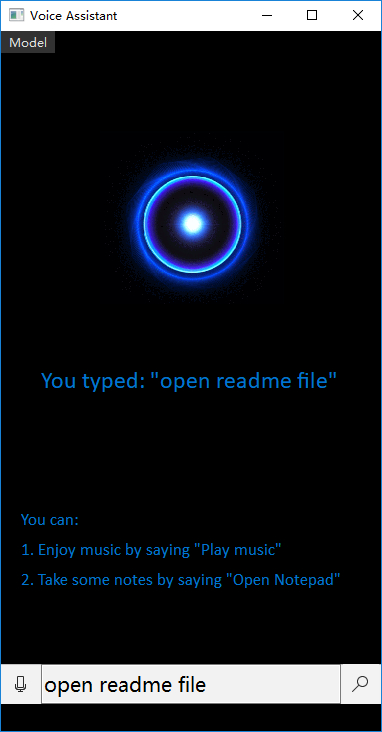 Voice Assistant
Model
You typed: "open readme file"
You can:
1. Enjoy music by saying "Play music"
2. Take some notes by saying "Open Notepad"
open readme file